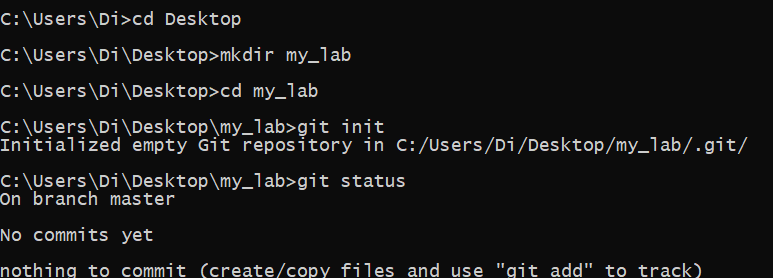 C:\Users\Di>cd Desktop
C:\Users\Di\Desktop>mkdir my_lab
C:\Users\Di\Desktop>cd my_lab
C:\Users\Di\Desktop\my_lab>git init
Initialized empty Git repository in C:/Users/Di/Desktop/my_lab/.git/
C:\Users\Di\Desktop\my_lab>git status
On branch master
No commits yet
nothing to commit (create/copy files and use "git add" to track)